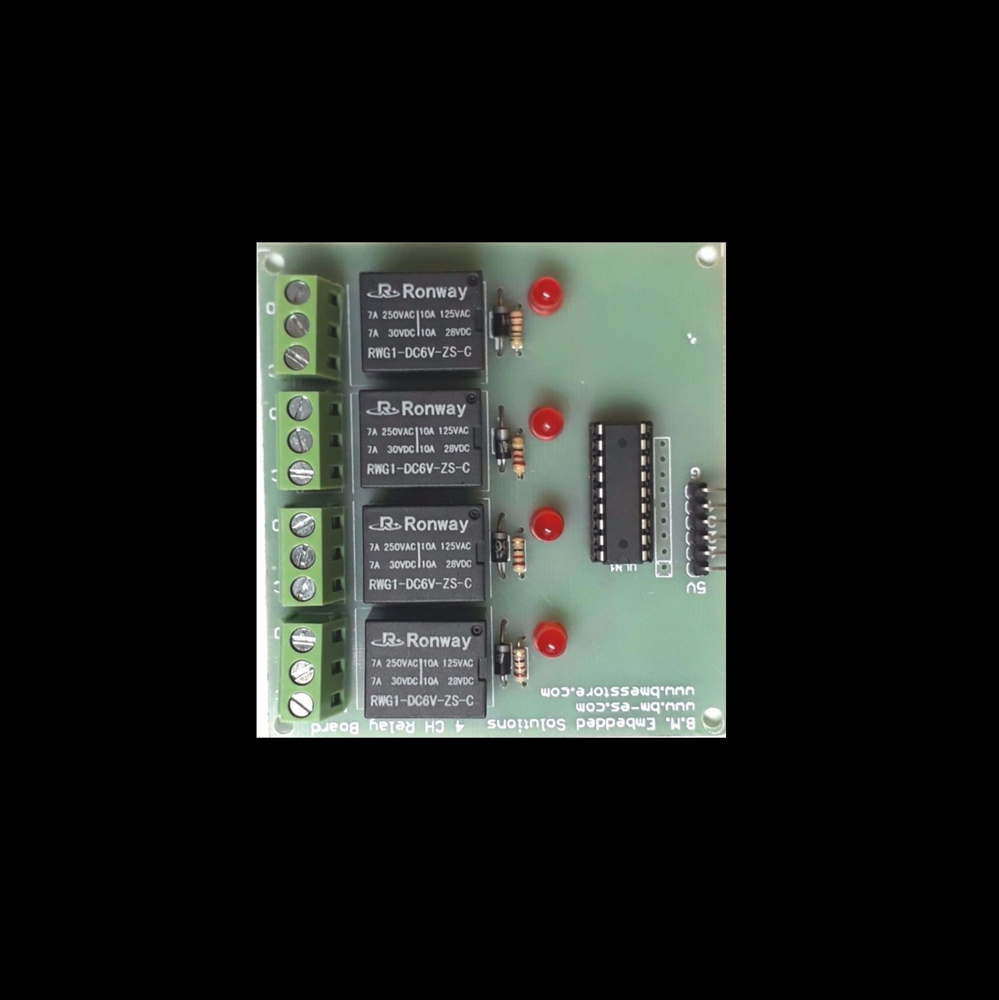 Ronway
7A 250VAC 10A 125VAC
7A 30VDC 10A 28VDC
RWG1-DC6V-ZS-C
Ronway
7A 250VAC 10A 125VAC
7A 30VDC 10A 28VDC
RWG1-DC6V-ZS-C
G
Ronway
7A 250VAC 10A 125VAC
7A 30VDC 10A 28VDC
RWG1-DC6V-ZS-C
ULN1
5V
Ronway
7A 250VAC 10A 125VAC
7A 30VDC 10A 28VDC
RWG1-DC6V-ZS-C
B.M. Embedded Solutions 4 CH Relay Board
www.bm-es.com
www.bmesstore.com